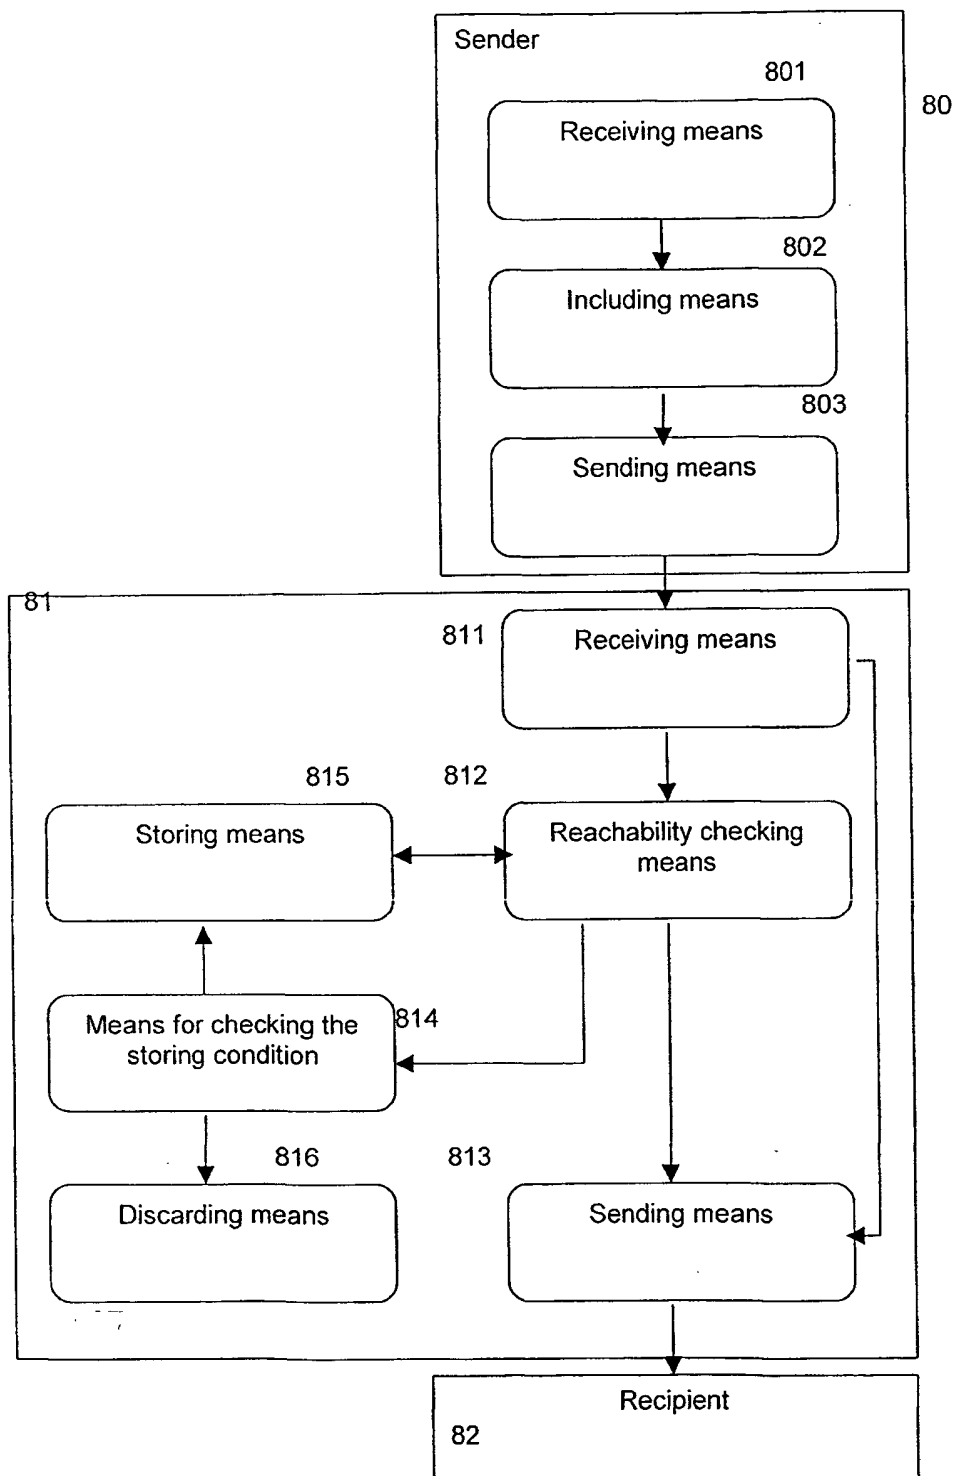 Sender
801
80
Receiving means
802
Including means
803
Sending means
81
811
Receiving means
815
812
Storing means
Reachability checking
means
Means for checking the
storing condition
814
816
813
Discarding means
Sending means
Recipient
82